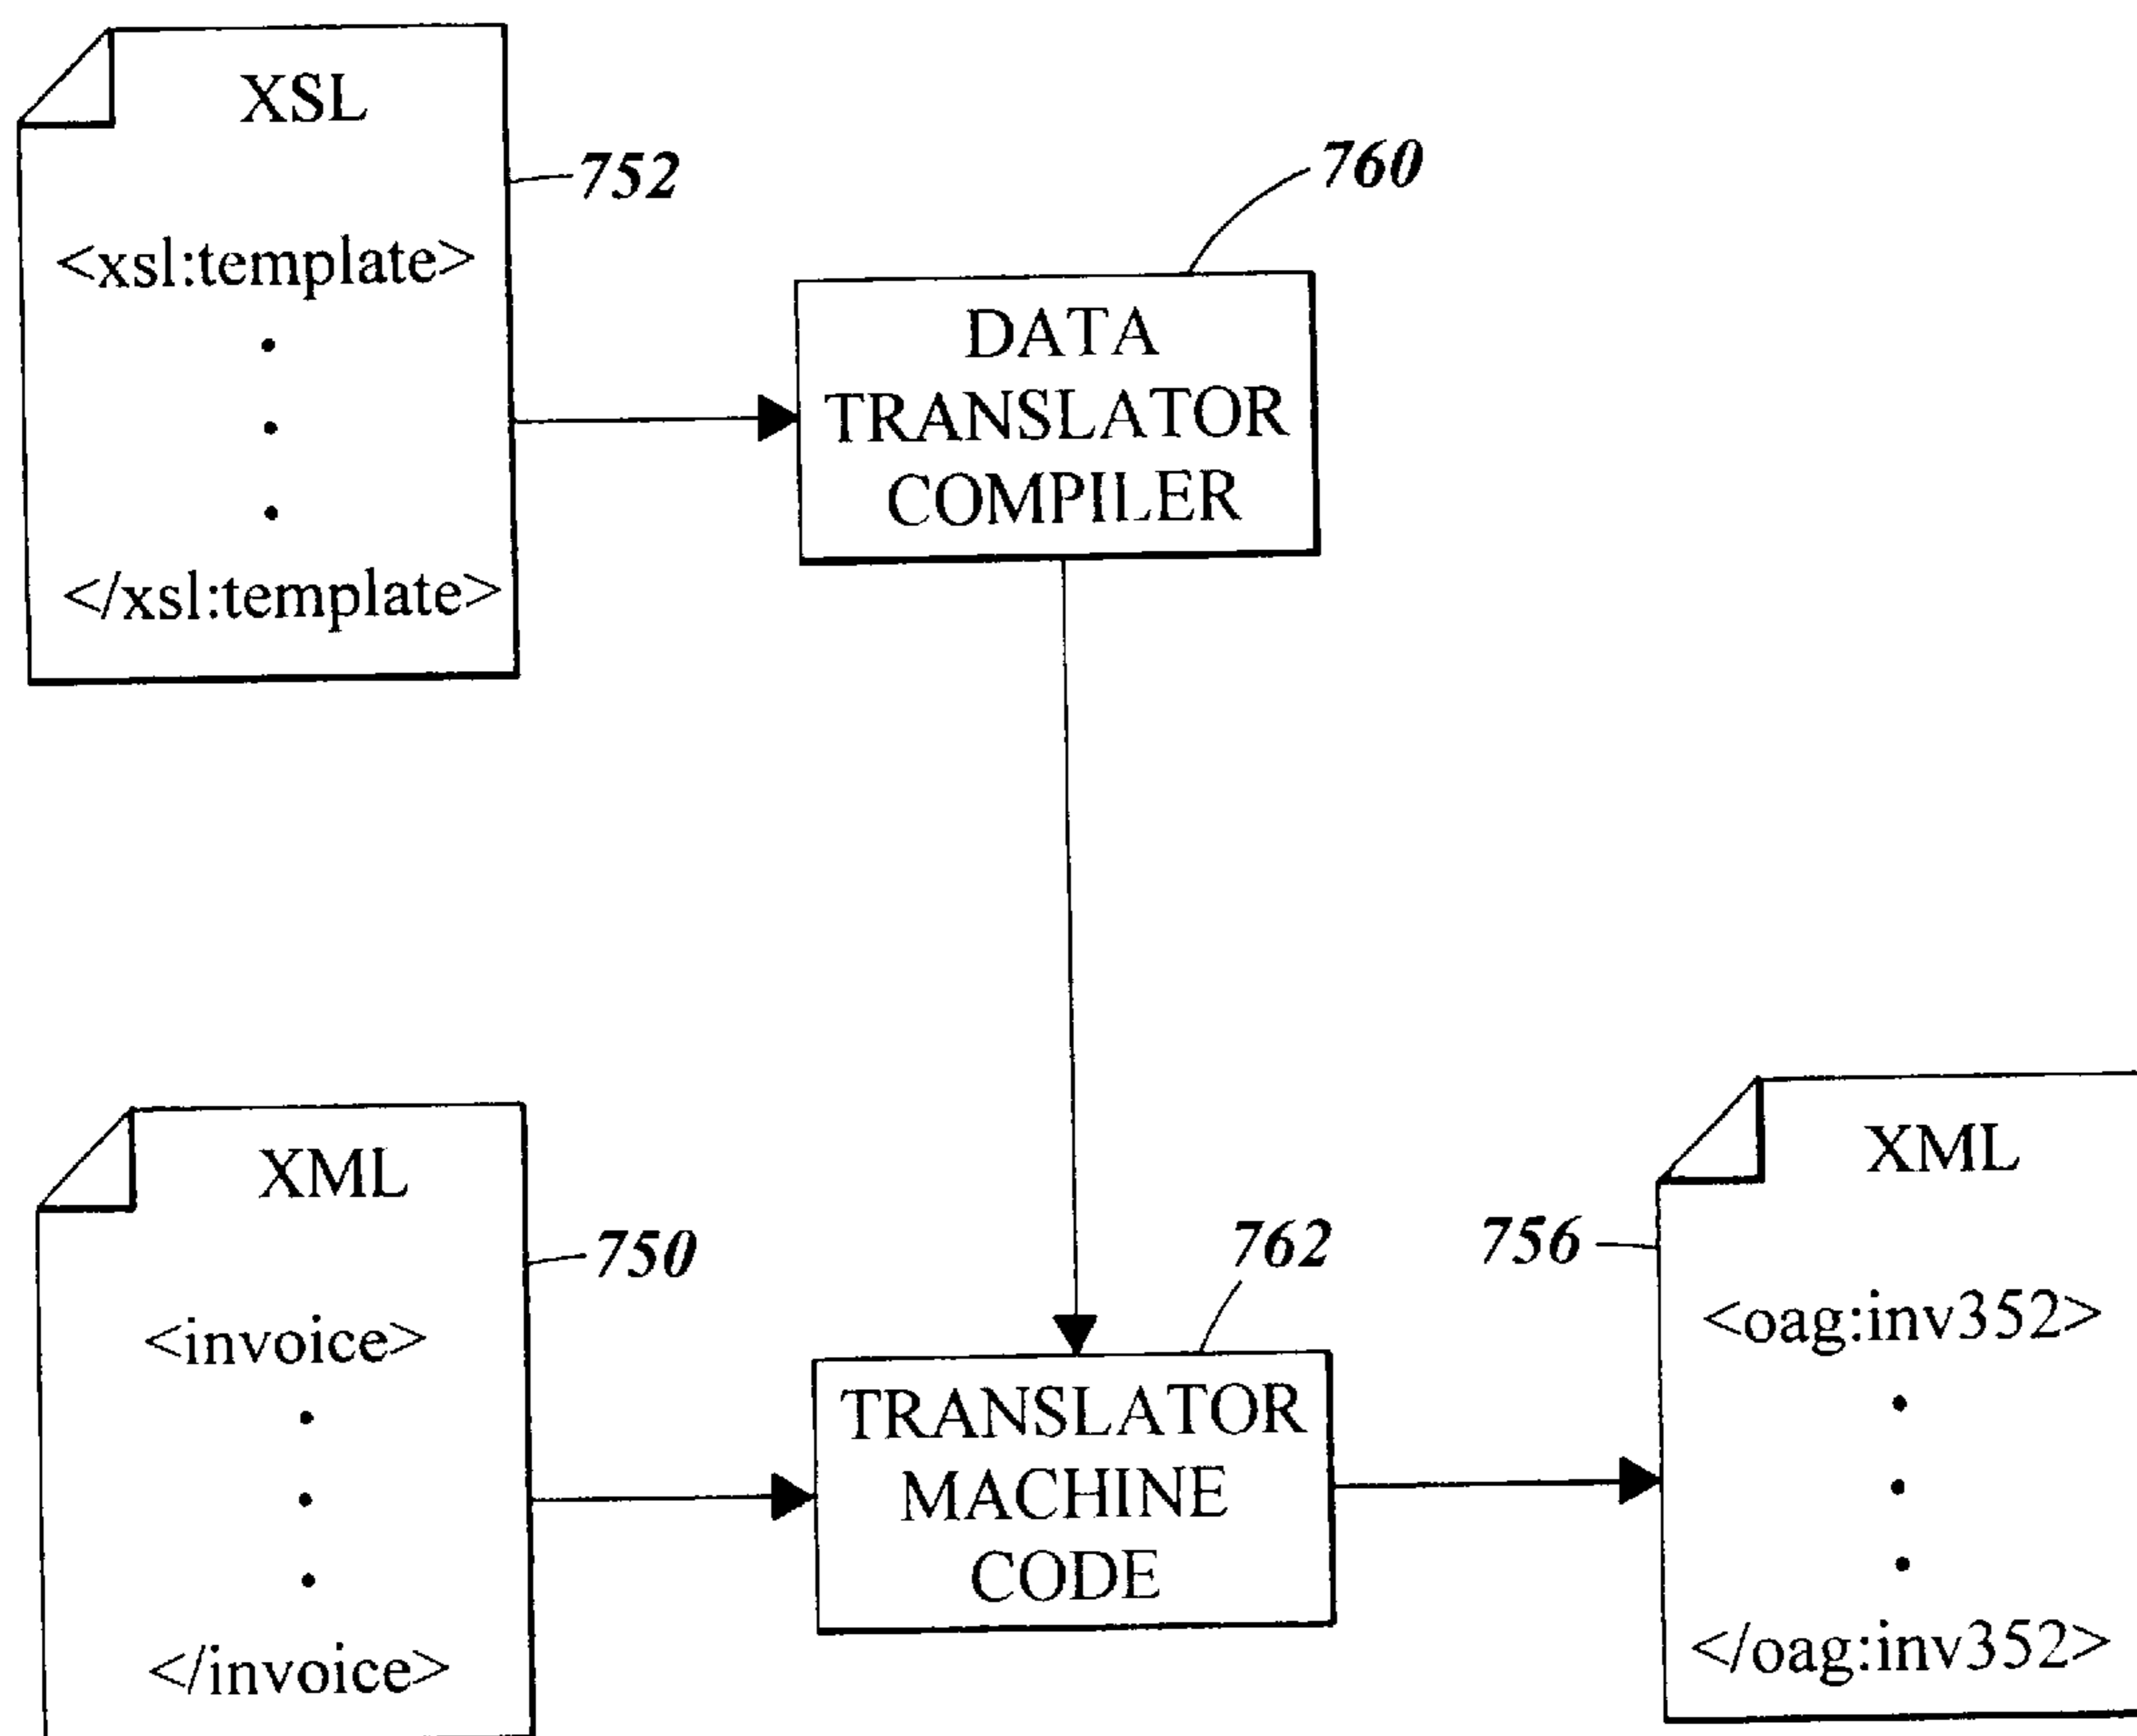 XSL
752
<xsl:template>
</xsl:template>
760
DATA
TRANSLATOR
COMPILER
XML
750
<invoice>
</invoice>
762
TRANSLATOR
MACHINE
CODE
756
XML
<oag:inv352>
</oag:inv352>